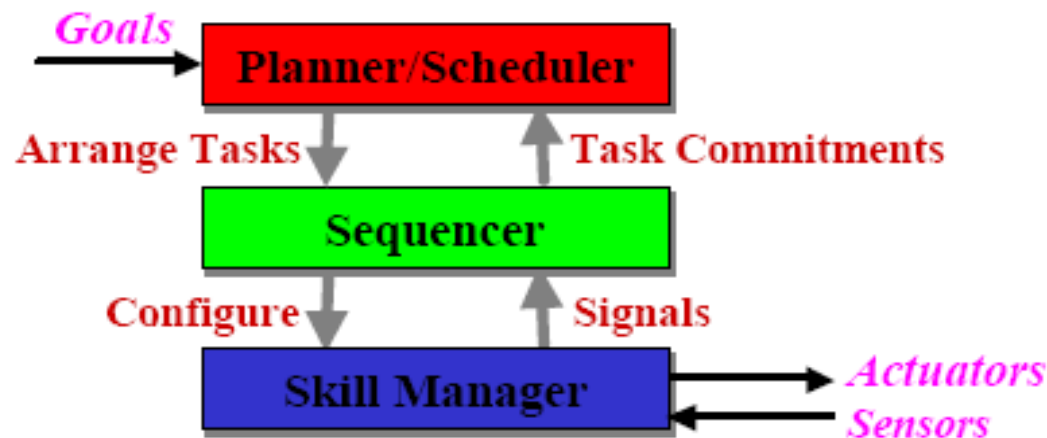 Goals
Planner/Scheduler
Arrange Tasks
Task Commitments
Sequencer
Configure
Signals
Skill Manager
Actuators
Sensors